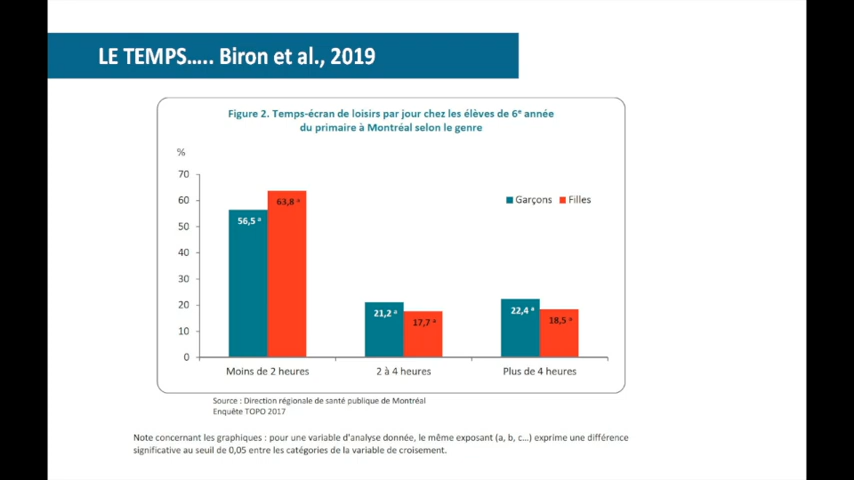 LE TEMPS….. Biron et al., 2019
Figure 2. Temps-écran de loisirs par jour chez les élèves de 6ᵉ année
du primaire à Montréal selon le genre
%
70
60
50
40
30
20
10
0
56,5 ᵃ
63,8 ᵃ
21,2 ᵃ
17,7 ᵃ
22,4 ᵃ
18,5 ᵃ
Garçons Filles
Moins de 2 heures
2 à 4 heures
Plus de 4 heures
Source : Direction régionale de santé publique de Montréal
Enquête TOPO 2017
Note concernant les graphiques : pour une variable d'analyse donnée, le même exposant (a, b, c…) exprime une différence
significative au seuil de 0,05 entre les catégories de la variable de croisement.